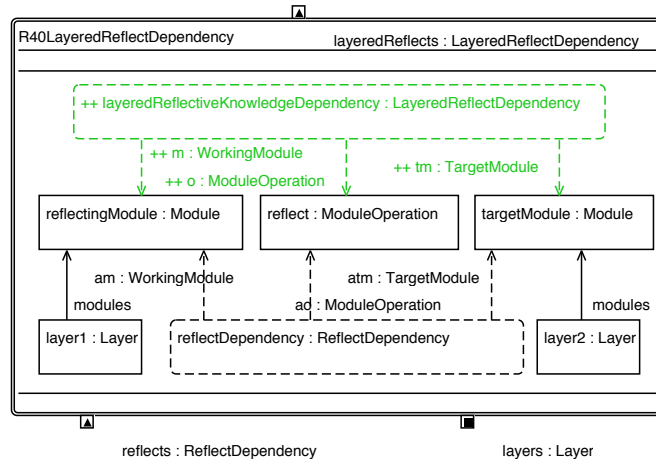 R40LayeredReflectDependency
layeredReflects : LayeredReflectDependency
++ layeredReflectiveKnowledgeDependency : LayeredReflectDependency
++ m : WorkingModule
++ o : ModuleOperation
++ tm : TargetModule
reflectingModule : Module
reflect : ModuleOperation
targetModule : Module
am : WorkingModule
atm : TargetModule
modules
ao : ModuleOperation
modules
layer1 : Layer
reflectDependency : ReflectDependency
layer2 : Layer
reflects : ReflectDependency
layers : Layer